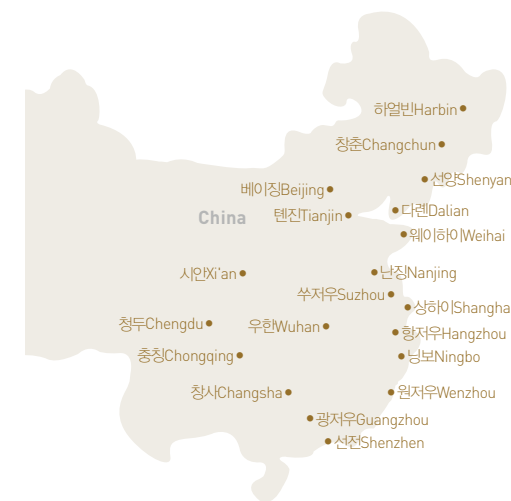 하얼빈Harbin
창춘Changchun
선양Shenyan
베이징Beijing
다롄Dalian
톈진Tianjin
China
웨이하이Weihai
시안Xi'an
난징Nanjing
쑤저우Suzhou
상하이Shangha
청두Chengdu
우한Wuhan
항저우Hangzhou
충칭Chongqing
닝보Ningbo
창사Changsha
원저우Wenzhou
광저우Guangzhou
선전Shenzhen